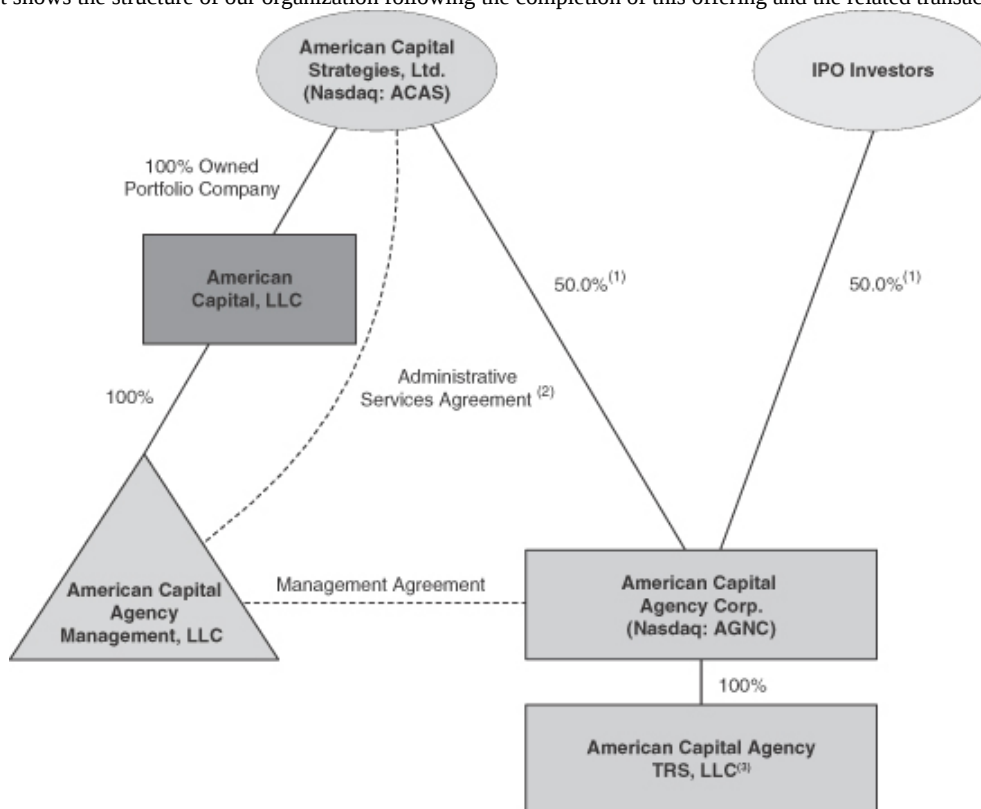 t shows the structure of our organization following the completion of this offering and the related transac
American Capital
Strategies, Ltd.
(Nasdaq: ACAS)
IPO Investors
100% Owned
Portfolio Company
American
Capital, LLC
50.0%(1)
50.0%(1)
Administrative
Services Agreement (2)
100%
Management Agreement
American Capital
Agency
Management, LLC
American Capital
Agency Corp.
(Nasdaq: AGNC)
100%
American Capital Agency
TRS, LLC(3)